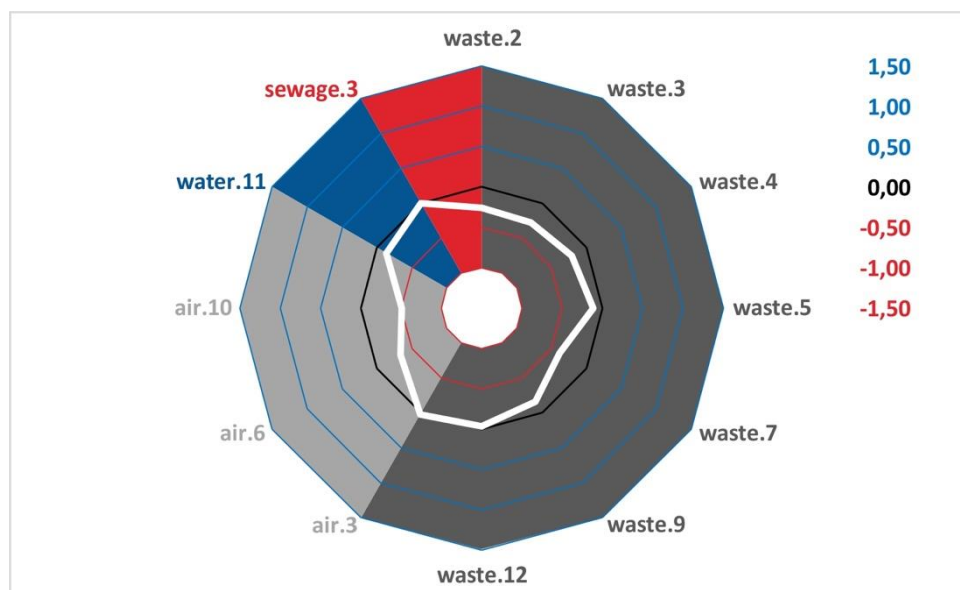 waste.2
waste.3
waste.4
waste.5
waste.7
waste.9
waste.12
air.3
air.6
air.10
water.11
sewage.3
1,50
1,00
0,50
0,00
-0,50
-1,00
-1,50